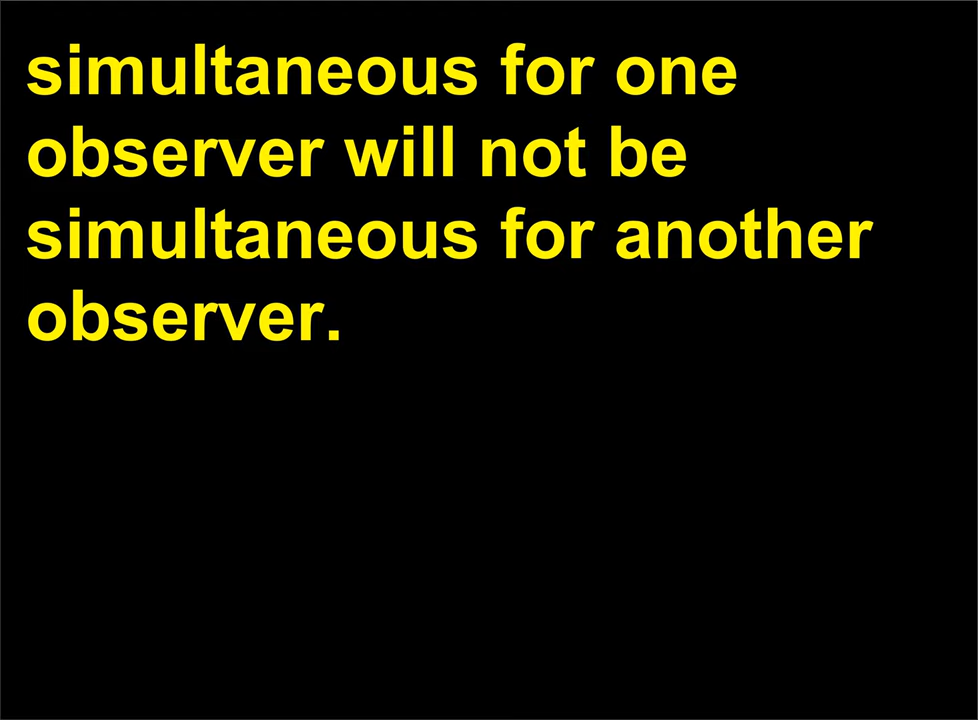 simultaneous for one
observer will not be
simultaneous for another
observer.